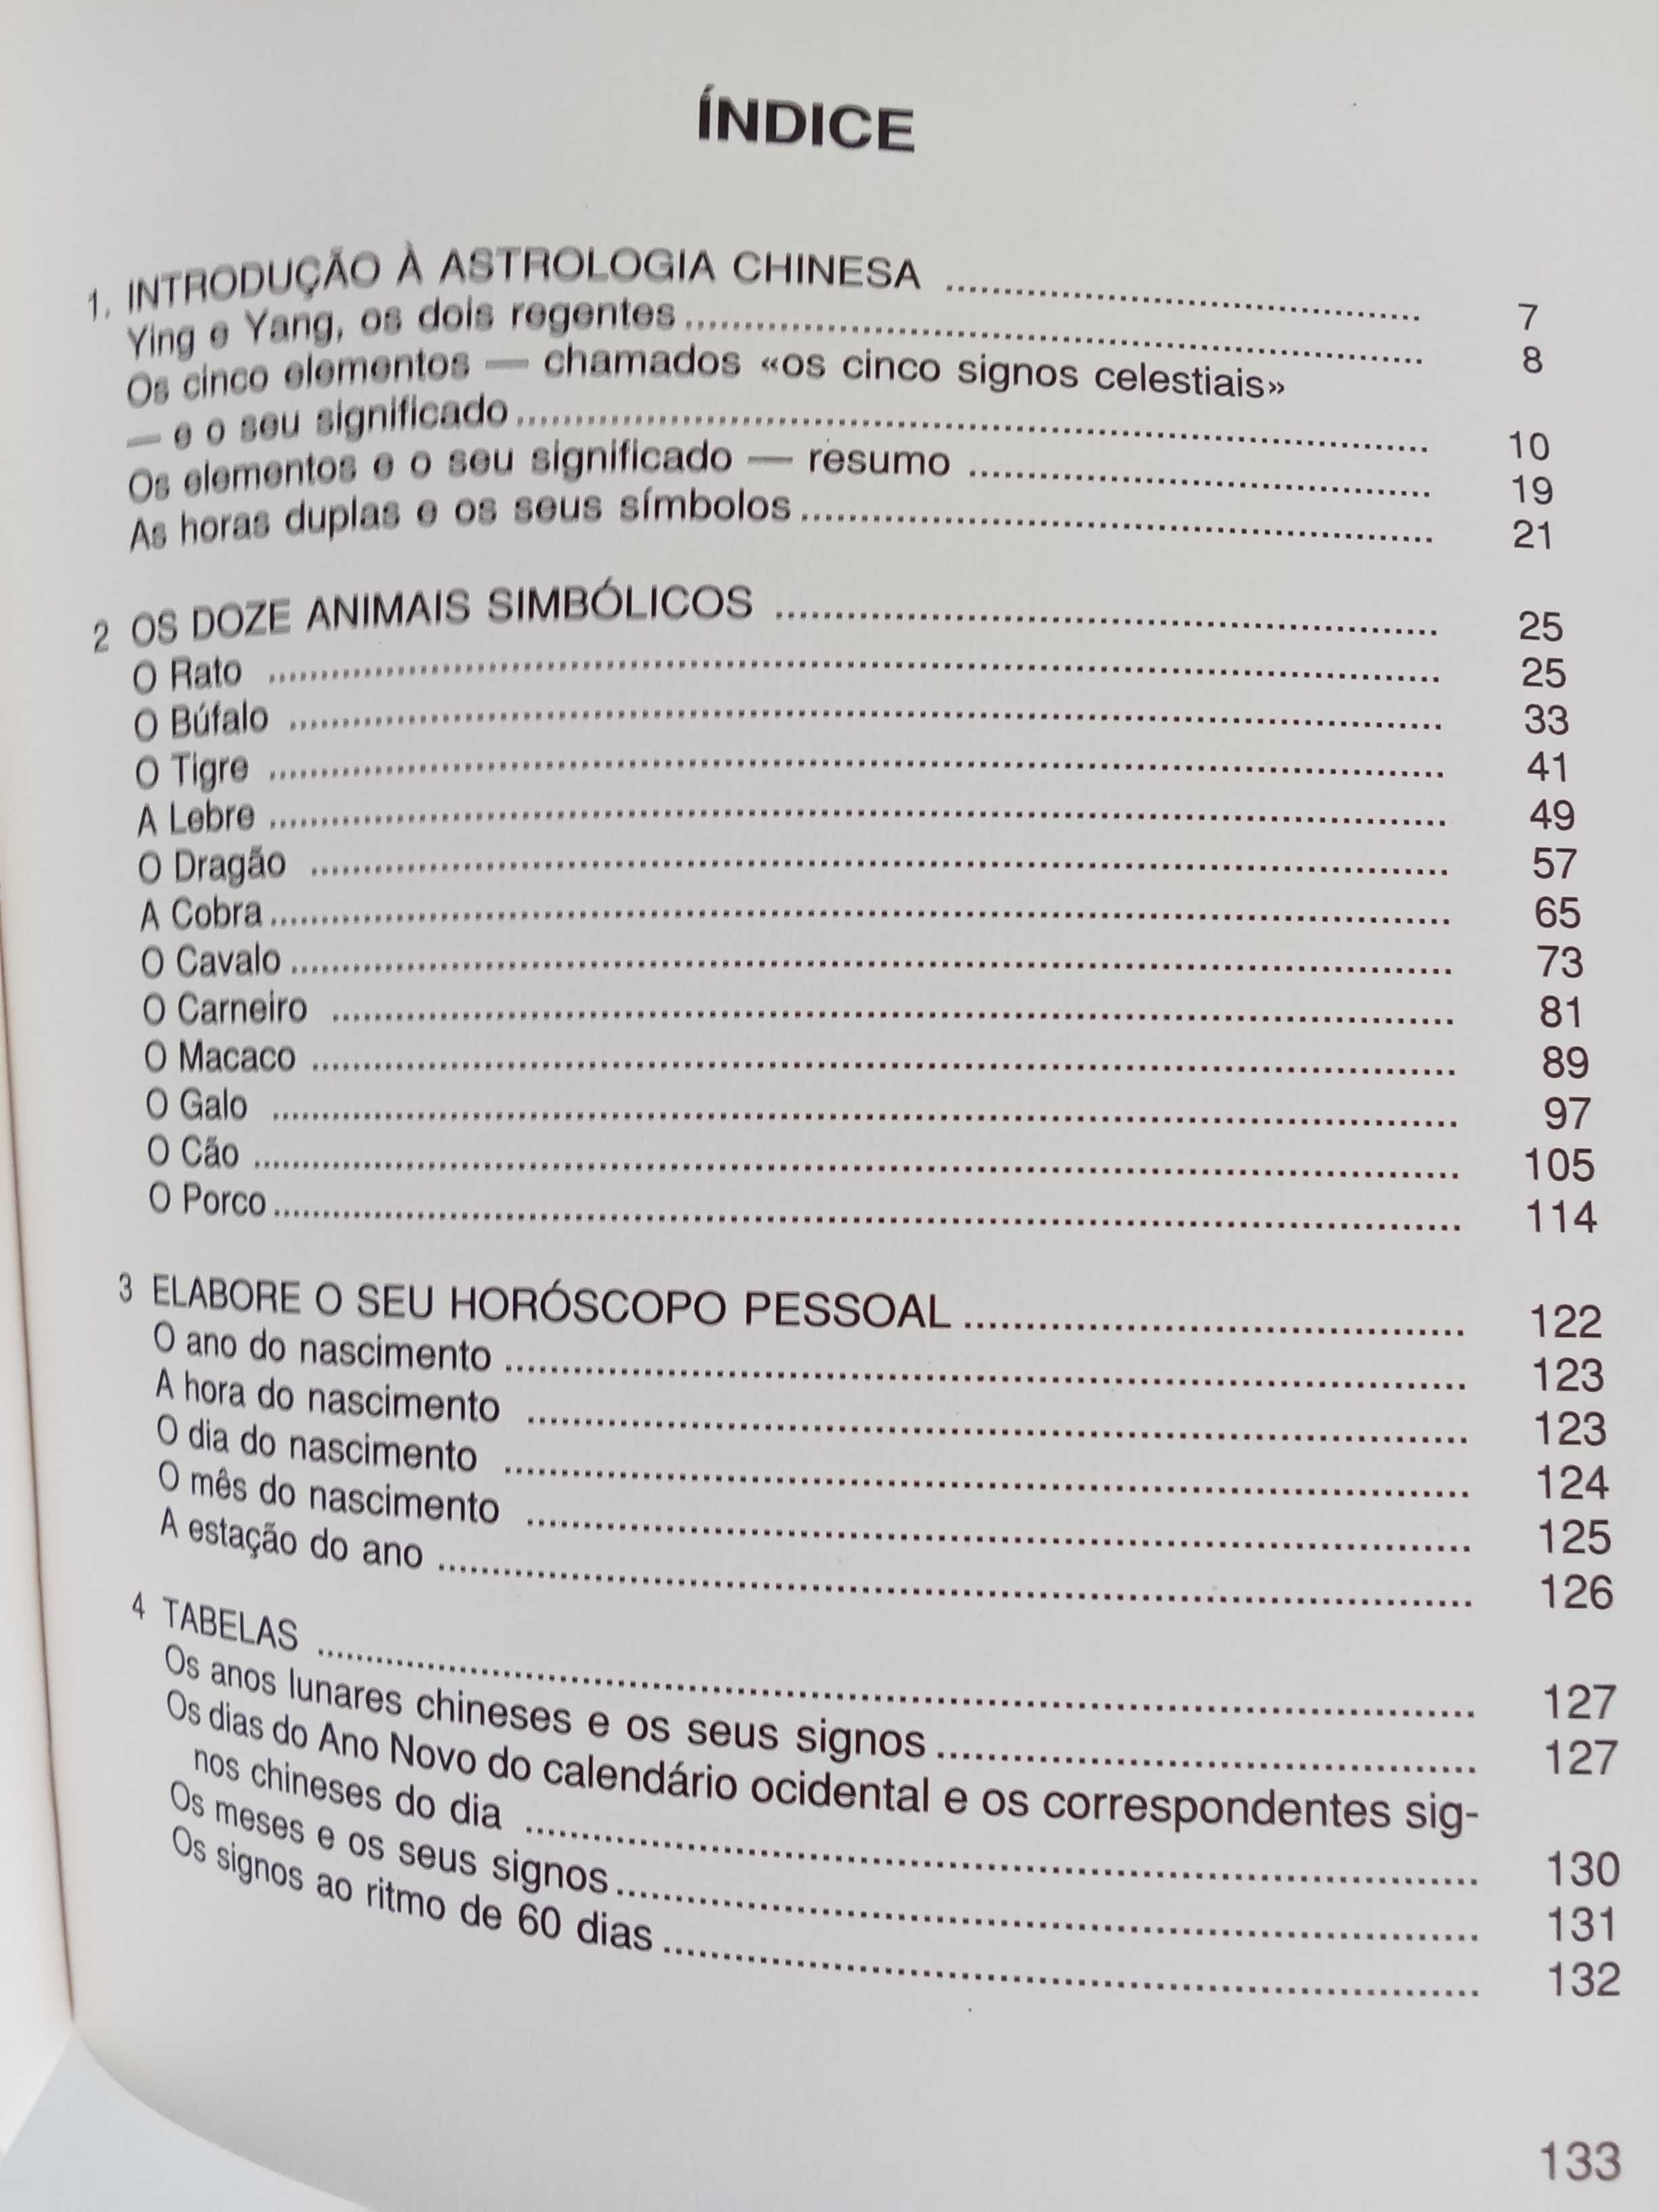 ÍNDICE
1. INTRODUÇÃO À ASTROLOGIA CHINESA ........................................ 7
Ying e Yang, os dois regentes ........................................ 8
Os cinco elementos — chamados «os cinco signos celestiais»
— e o seu significado ........................................ 10
Os elementos e o seu significado — resumo ........................................ 19
As horas duplas e os seus símbolos ........................................ 21
2 OS DOZE ANIMAIS SIMBÓLICOS ........................................ 25
O Rato ........................................ 25
O Búfalo ........................................ 33
O Tigre ........................................ 41
A Lebre ........................................ 49
O Dragão ........................................ 57
A Cobra ........................................ 65
O Cavalo ........................................ 73
O Carneiro ........................................ 81
O Macaco ........................................ 89
O Galo ........................................ 97
O Cão ........................................ 105
O Porco ........................................ 114
3 ELABORE O SEU HORÓSCOPO PESSOAL ........................................ 122
O ano do nascimento ........................................ 123
A hora do nascimento ........................................ 123
O dia do nascimento ........................................ 124
O mês do nascimento ........................................ 125
A estação do ano ........................................ 126
4 TABELAS ........................................ 127
Os anos lunares chineses e os seus signos ........................................ 127
Os dias do Ano Novo do calendário ocidental e os correspondentes sig-
nos chineses do dia ........................................ 130
Os meses e os seus signos ........................................ 131
Os signos ao ritmo de 60 dias ........................................ 132
133